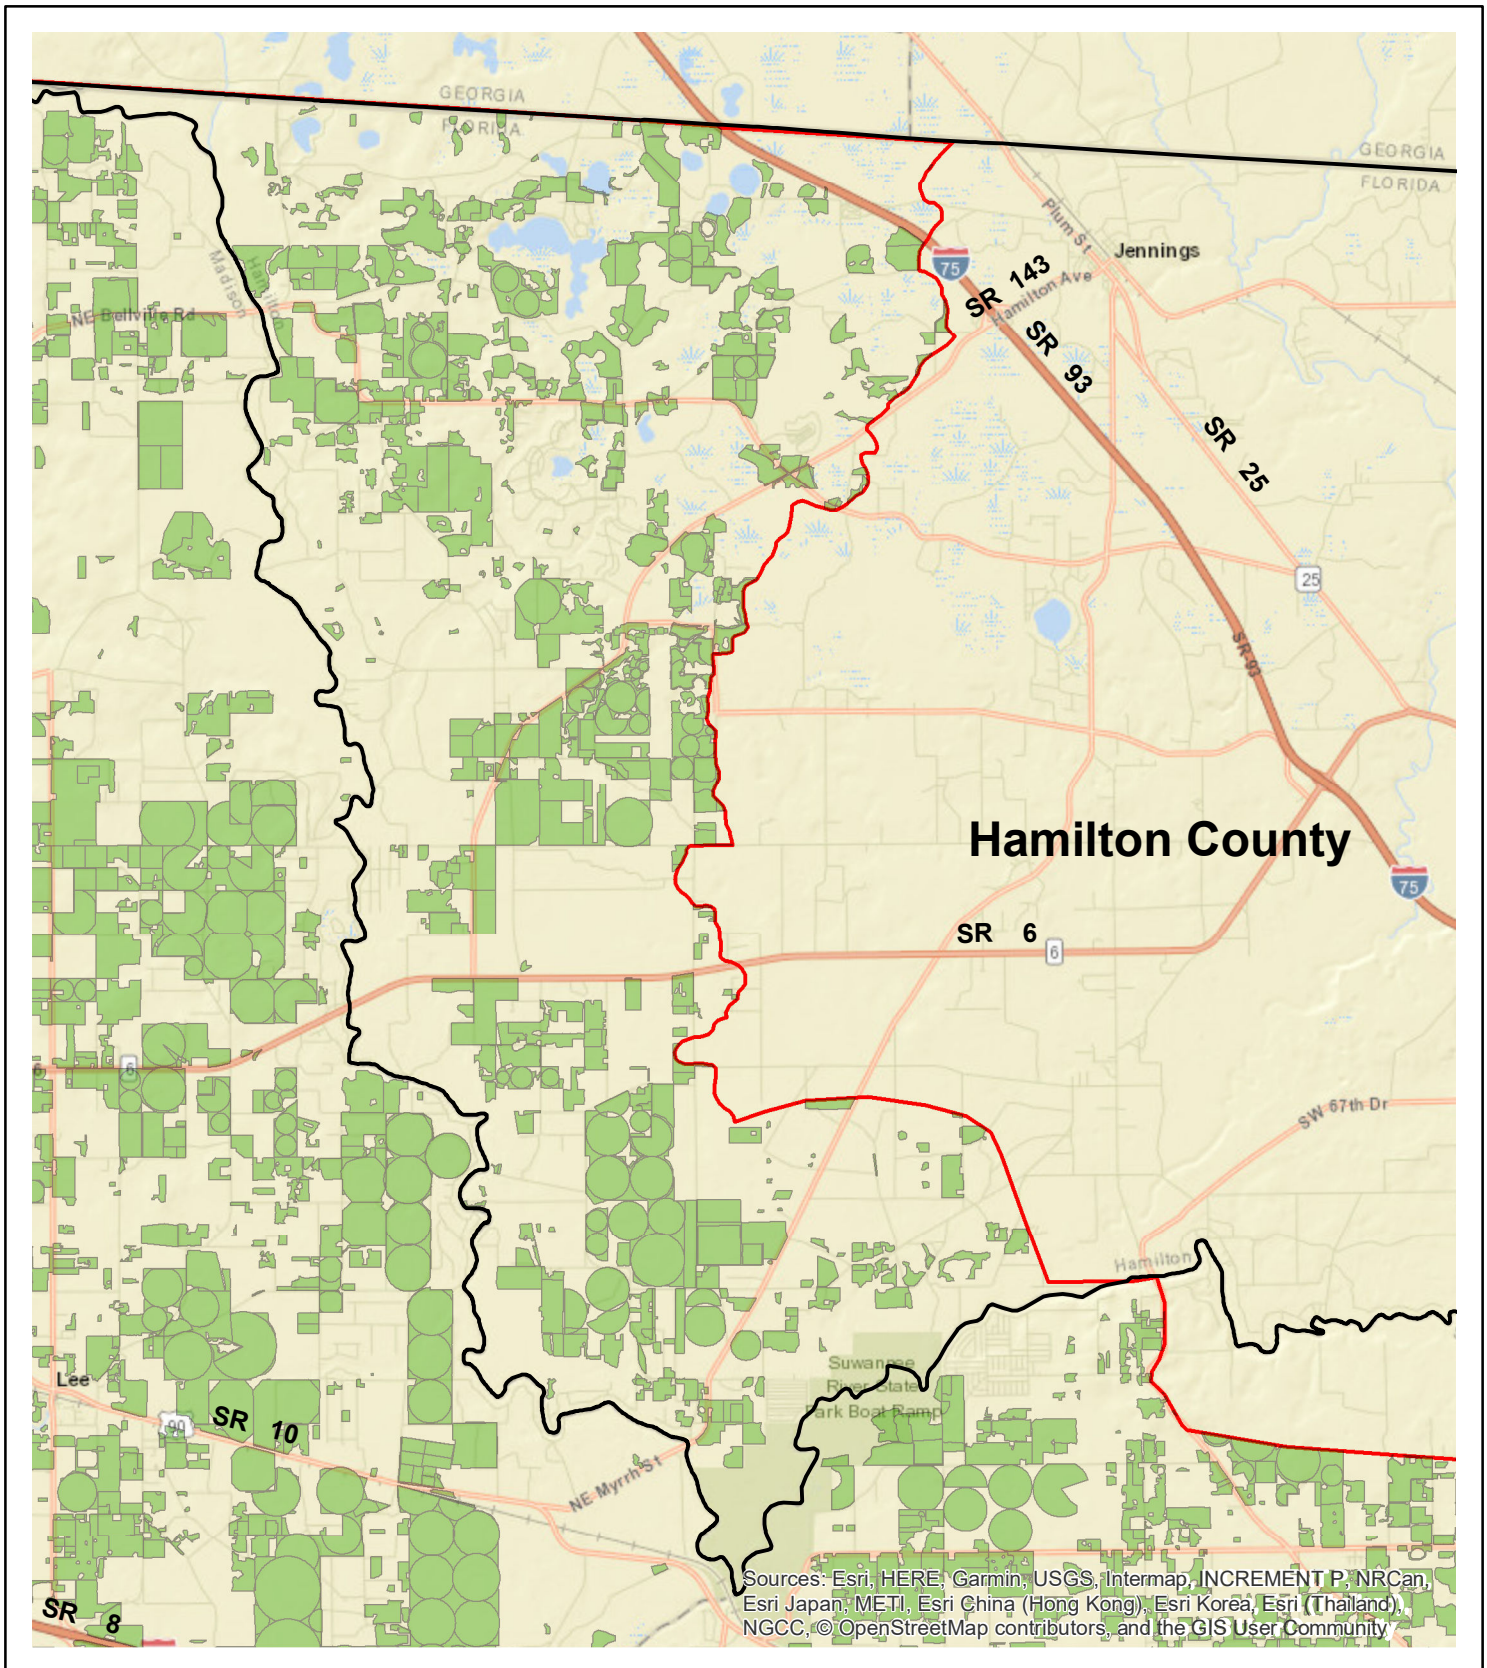 GEORGIA
FLORIDA
GEORGIA
FLORIDA
Plum St
Jennings
75
SR 143
Hamilton Ave
Madison
Hamilton
NE Bellville Rd
SR 93
SR 25
25
SR 93
Hamilton County
75
SR 6
6
6
6
SW 67th Dr
Hamilton
Suwannee
River State
Park Boat Ramp
Lee
90
SR 10
NE Myrrh St
SR 8
Sources: Esri, HERE, Garmin, USGS, Intermap, INCREMENT P, NRCan,
Esri Japan, METI, Esri China (Hong Kong), Esri Korea, Esri (Thailand),
NGCC, © OpenStreetMap contributors, and the GIS User Community